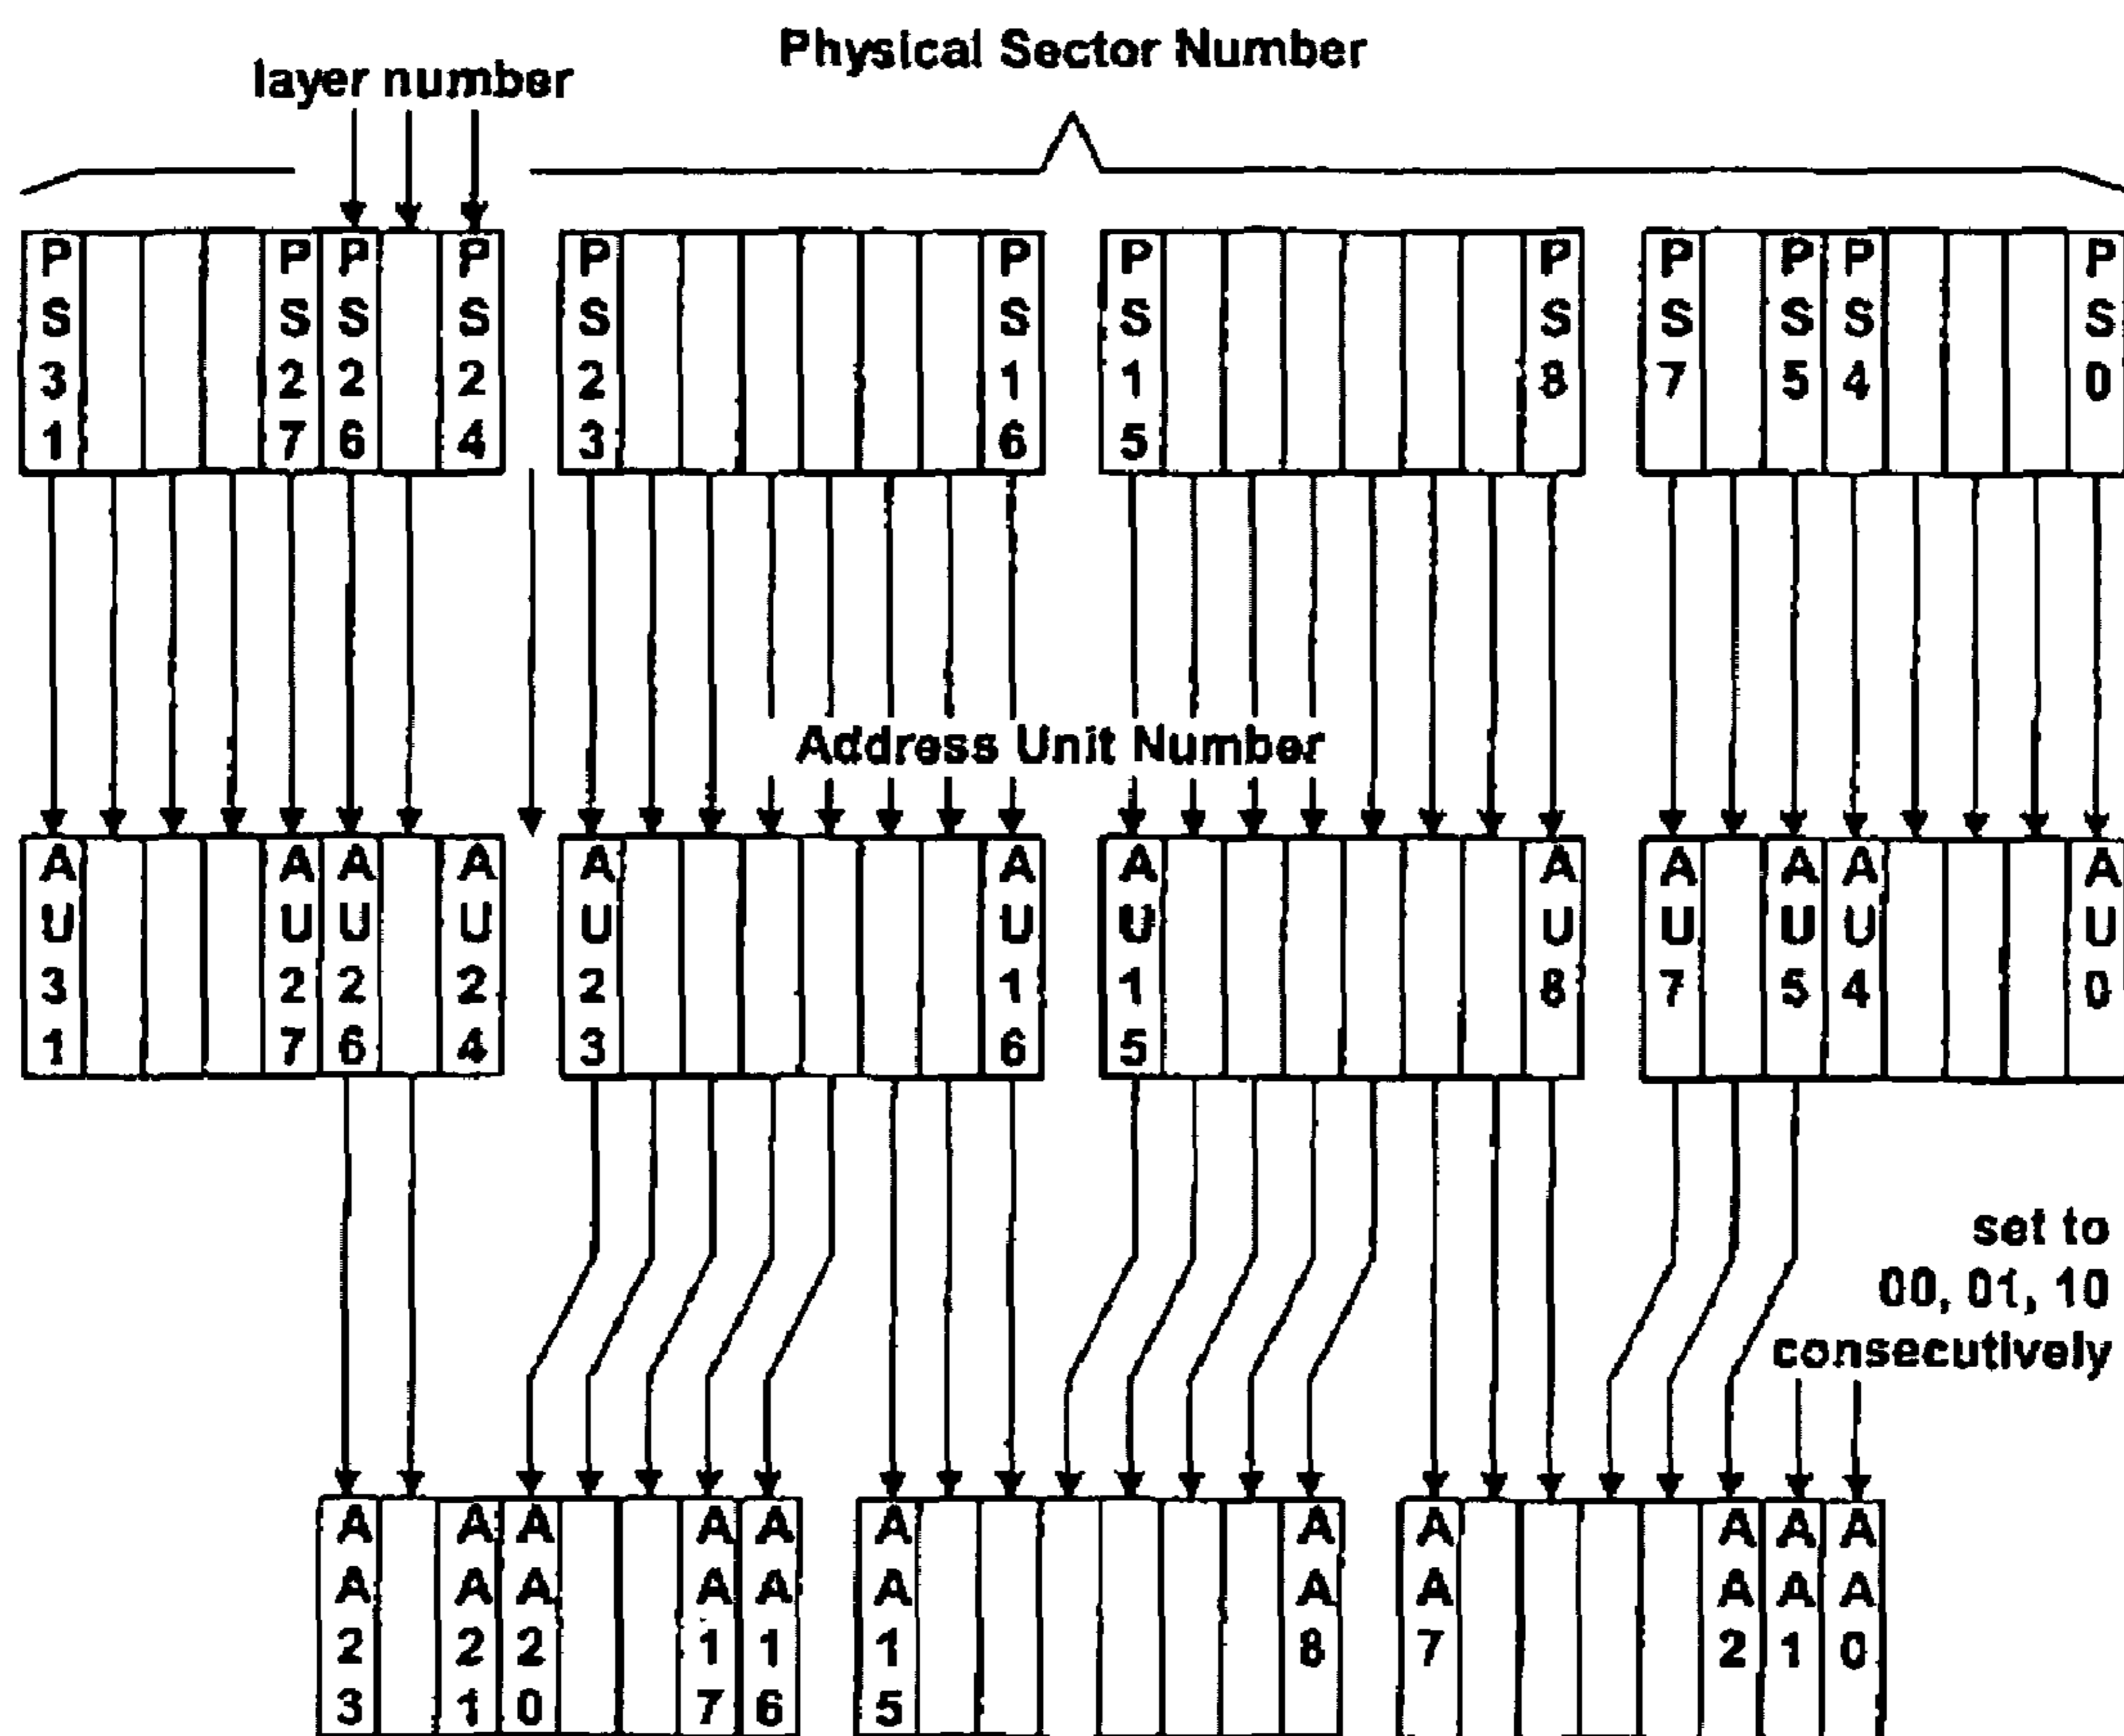 Physical Sector Number
layer number
PS31 PS27 PS26 PS24 PS23 PS16 PS15 PS8 PS7 PS5 PS4 PS0
Address Unit Number
AU31 AU27 AU26 AU24 AU23 AU16 AU15 AU8 AU7 AU5 AU4 AU0
set to
00, 01, 10
consecutively
AA23 AA21 AA20 AA17 AA16 AA15 AA8 AA7 AA2 AA1 AA0